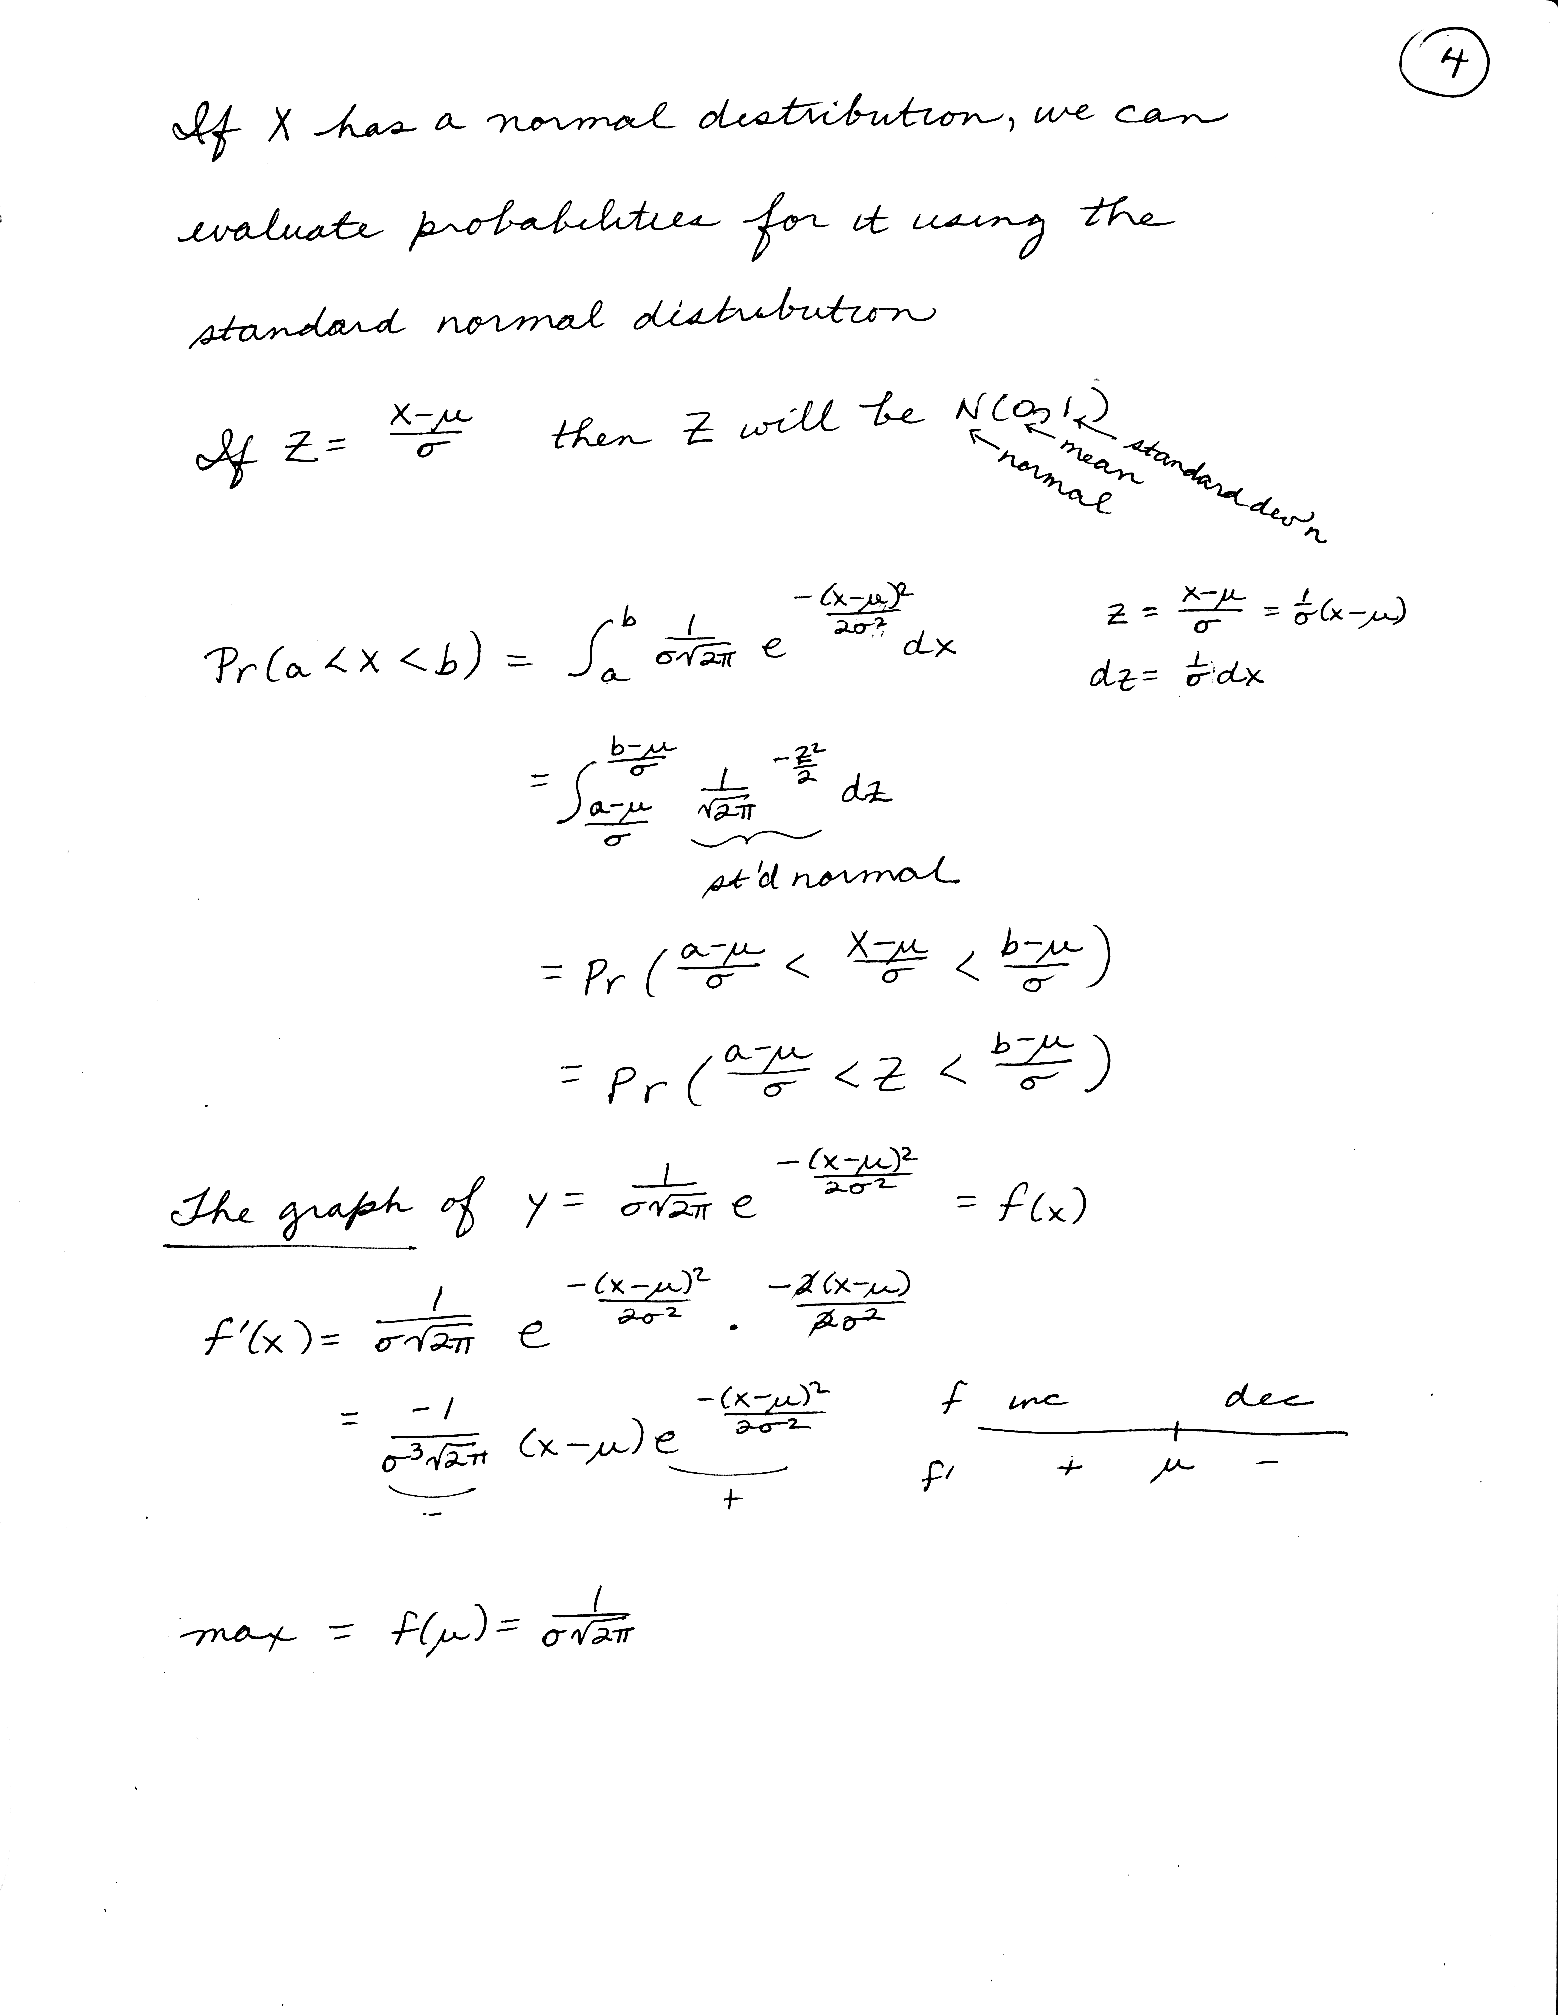 4
If X has a normal distribution, we can
evaluate probabilities for it using the
standard normal distribution
If Z = (X-μ)/σ then Z will be N(0, 1)
← normal ← mean ← standard dev'n
Pr(a < X < b) = ∫_a^b 1/(σ√2π) e^(-(x-μ)²/(2σ²)) dx
z = (x-μ)/σ = 1/σ (x-μ)
dz = 1/σ dx
= ∫_((a-μ)/σ)^((b-μ)/σ) 1/√2π ^(-z²/2) dz
st'd normal
= Pr ( (a-μ)/σ < (X-μ)/σ < (b-μ)/σ )
= Pr ( (a-μ)/σ < Z < (b-μ)/σ )
The graph of y = 1/(σ√2π) e^(-(x-μ)²/(2σ²)) = f(x)
f'(x) = 1/(σ√2π) e^(-(x-μ)²/(2σ²)) · -2(x-μ)/(2σ²)
= -1/(σ³√2π) (x-μ) e^(-(x-μ)²/(2σ²))
- +
f inc dec
f' + μ -
max = f(μ) = 1/(σ√2π)